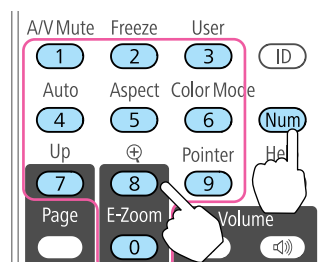 A/V Mute Freeze User
1 2 3 ID
Auto Aspect Color Mode
4 5 6 Num
Up Pointer
7 8 9
Page E-Zoom Volume
0